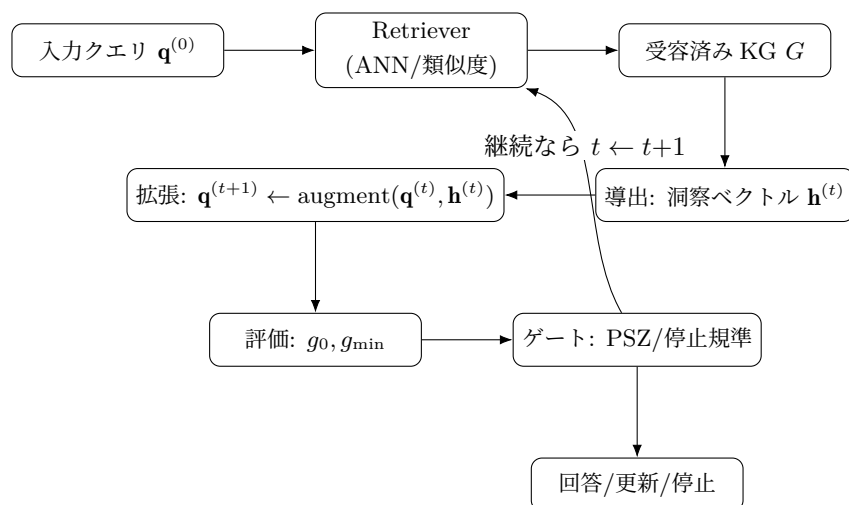 入力クエリ q^(0)
Retriever
(ANN/類似度)
受容済み KG G
継続なら t ← t+1
拡張: q^(t+1) ← augment(q^(t), h^(t))
導出: 洞察ベクトル h^(t)
評価: g_0, g_min
ゲート: PSZ/停止規準
回答/更新/停止